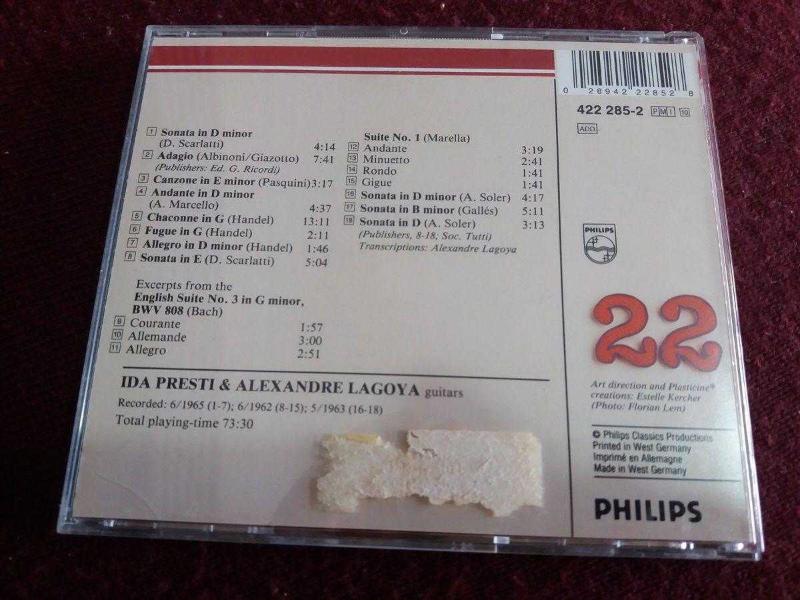 1 Sonata in D minor
(D. Scarlatti) 4:14
2 Adagio (Albinoni/Giazotto) 7:41
(Publishers: Ed. G. Ricordi)
3 Canzone in E minor (Pasquini) 3:17
4 Andante in D minor
(A. Marcello) 4:37
5 Chaconne in G (Handel) 13:11
6 Fugue in G (Handel) 2:11
7 Allegro in D minor (Handel) 1:46
8 Sonata in E (D. Scarlatti) 5:04
Excerpts from the
English Suite No. 3 in G minor,
BWV 808 (Bach)
9 Courante 1:57
10 Allemande 3:00
11 Allegro 2:51
Suite No. 1 (Marella)
12 Andante 3:19
13 Minuetto 2:41
14 Rondo 1:41
15 Gigue 1:41
16 Sonata in D minor (A. Soler) 4:17
17 Sonata in B minor (Gallés) 5:11
18 Sonata in D (A. Soler) 3:13
(Publishers, 8-18; Soc. Tutti)
Transcriptions: Alexandre Lagoya
IDA PRESTI & ALEXANDRE LAGOYA guitars
Recorded: 6/1965 (1-7); 6/1962 (8-15); 5/1963 (16-18)
Total playing-time 73:30
0 28942 22852 8
422 285-2 PM I 10
ADD
PHILIPS
22
Art direction and Plasticine®
creations: Estelle Kercher
(Photo: Florian Lem)
© Philips Classics Productions
Printed in West Germany
Imprimé en Allemagne
Made in West Germany
PHILIPS